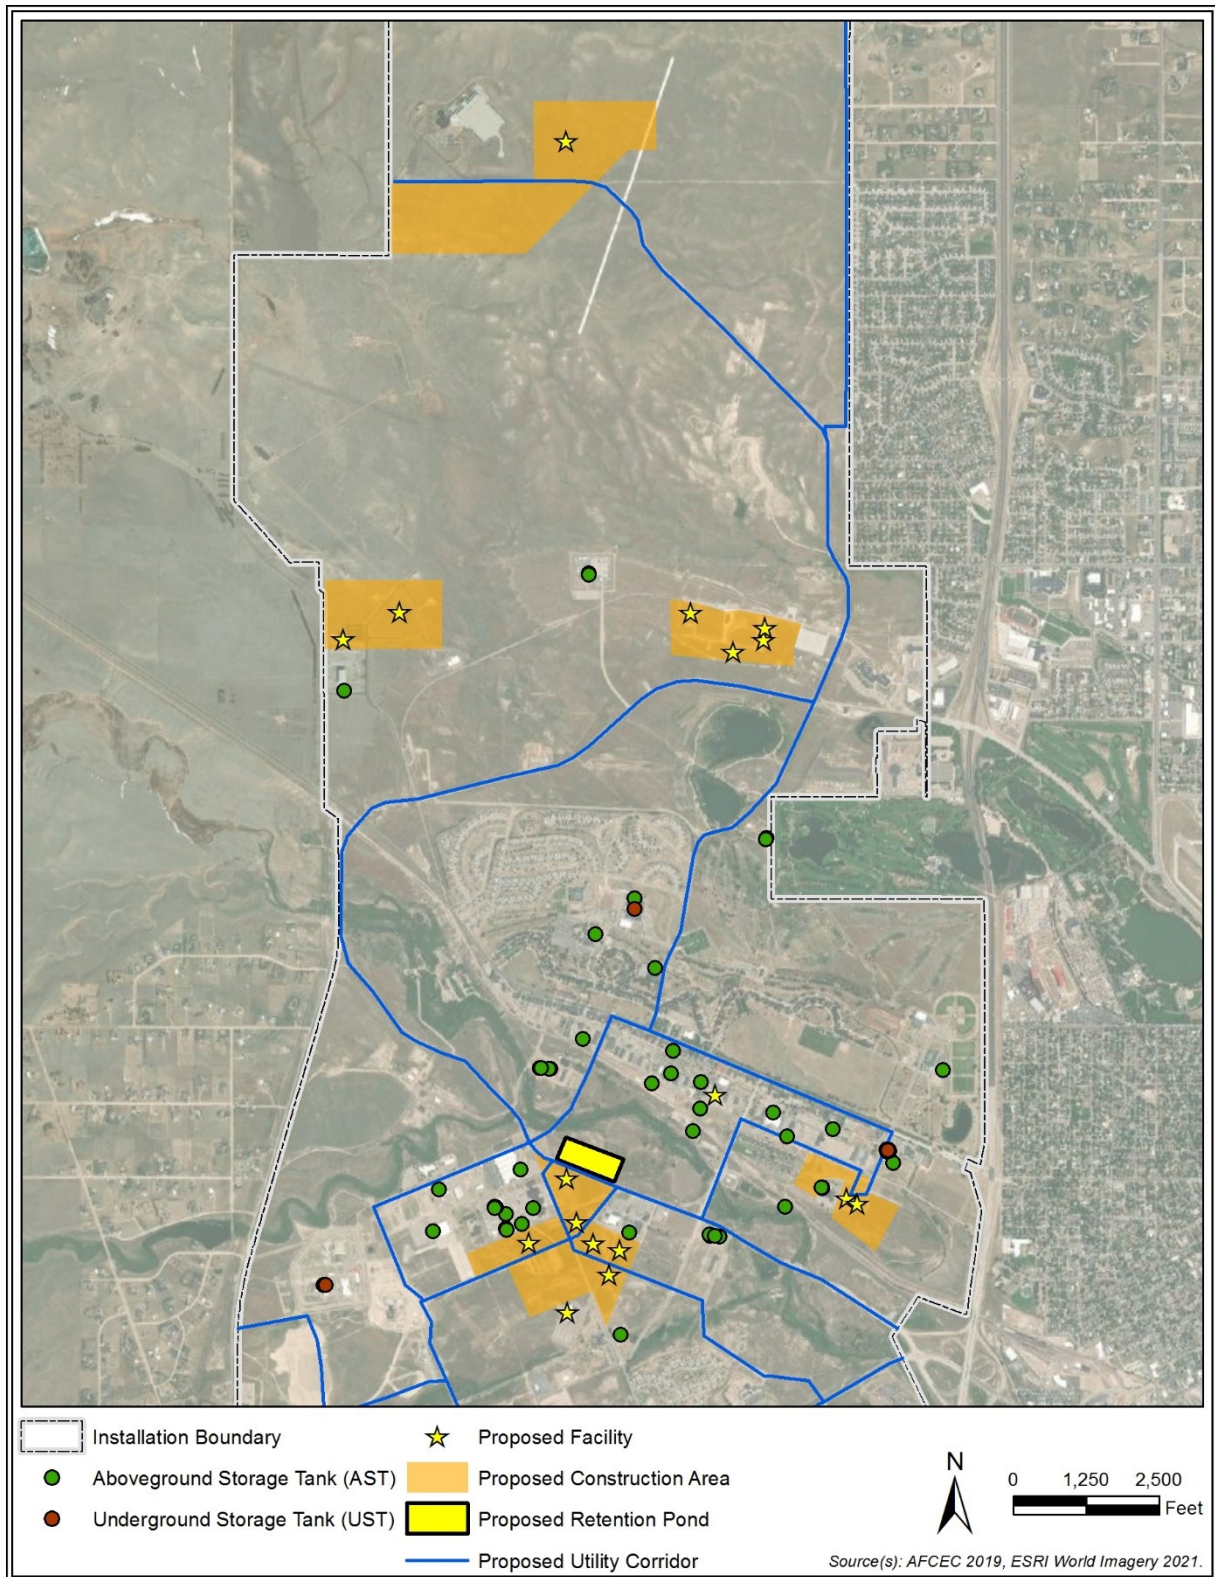 Installation Boundary
Aboveground Storage Tank (AST)
Underground Storage Tank (UST)
Proposed Facility
Proposed Construction Area
Proposed Retention Pond
Proposed Utility Corridor
N
0 1,250 2,500
Feet
Source(s): AFCEC 2019, ESRI World Imagery 2021.